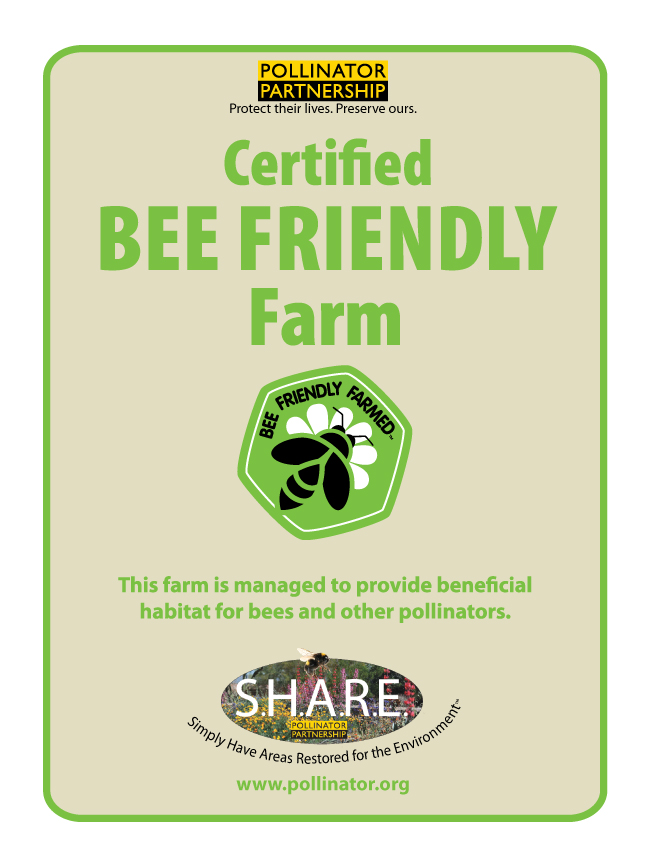 POLLINATOR
PARTNERSHIP
Protect their lives. Preserve ours.
Certified
BEE FRIENDLY
Farm
BEE FRIENDLY FARMED™
This farm is managed to provide beneficial
habitat for bees and other pollinators.
S.H.A.R.E.
POLLINATOR
PARTNERSHIP
Simply Have Areas Restored for the Environment™
www.pollinator.org